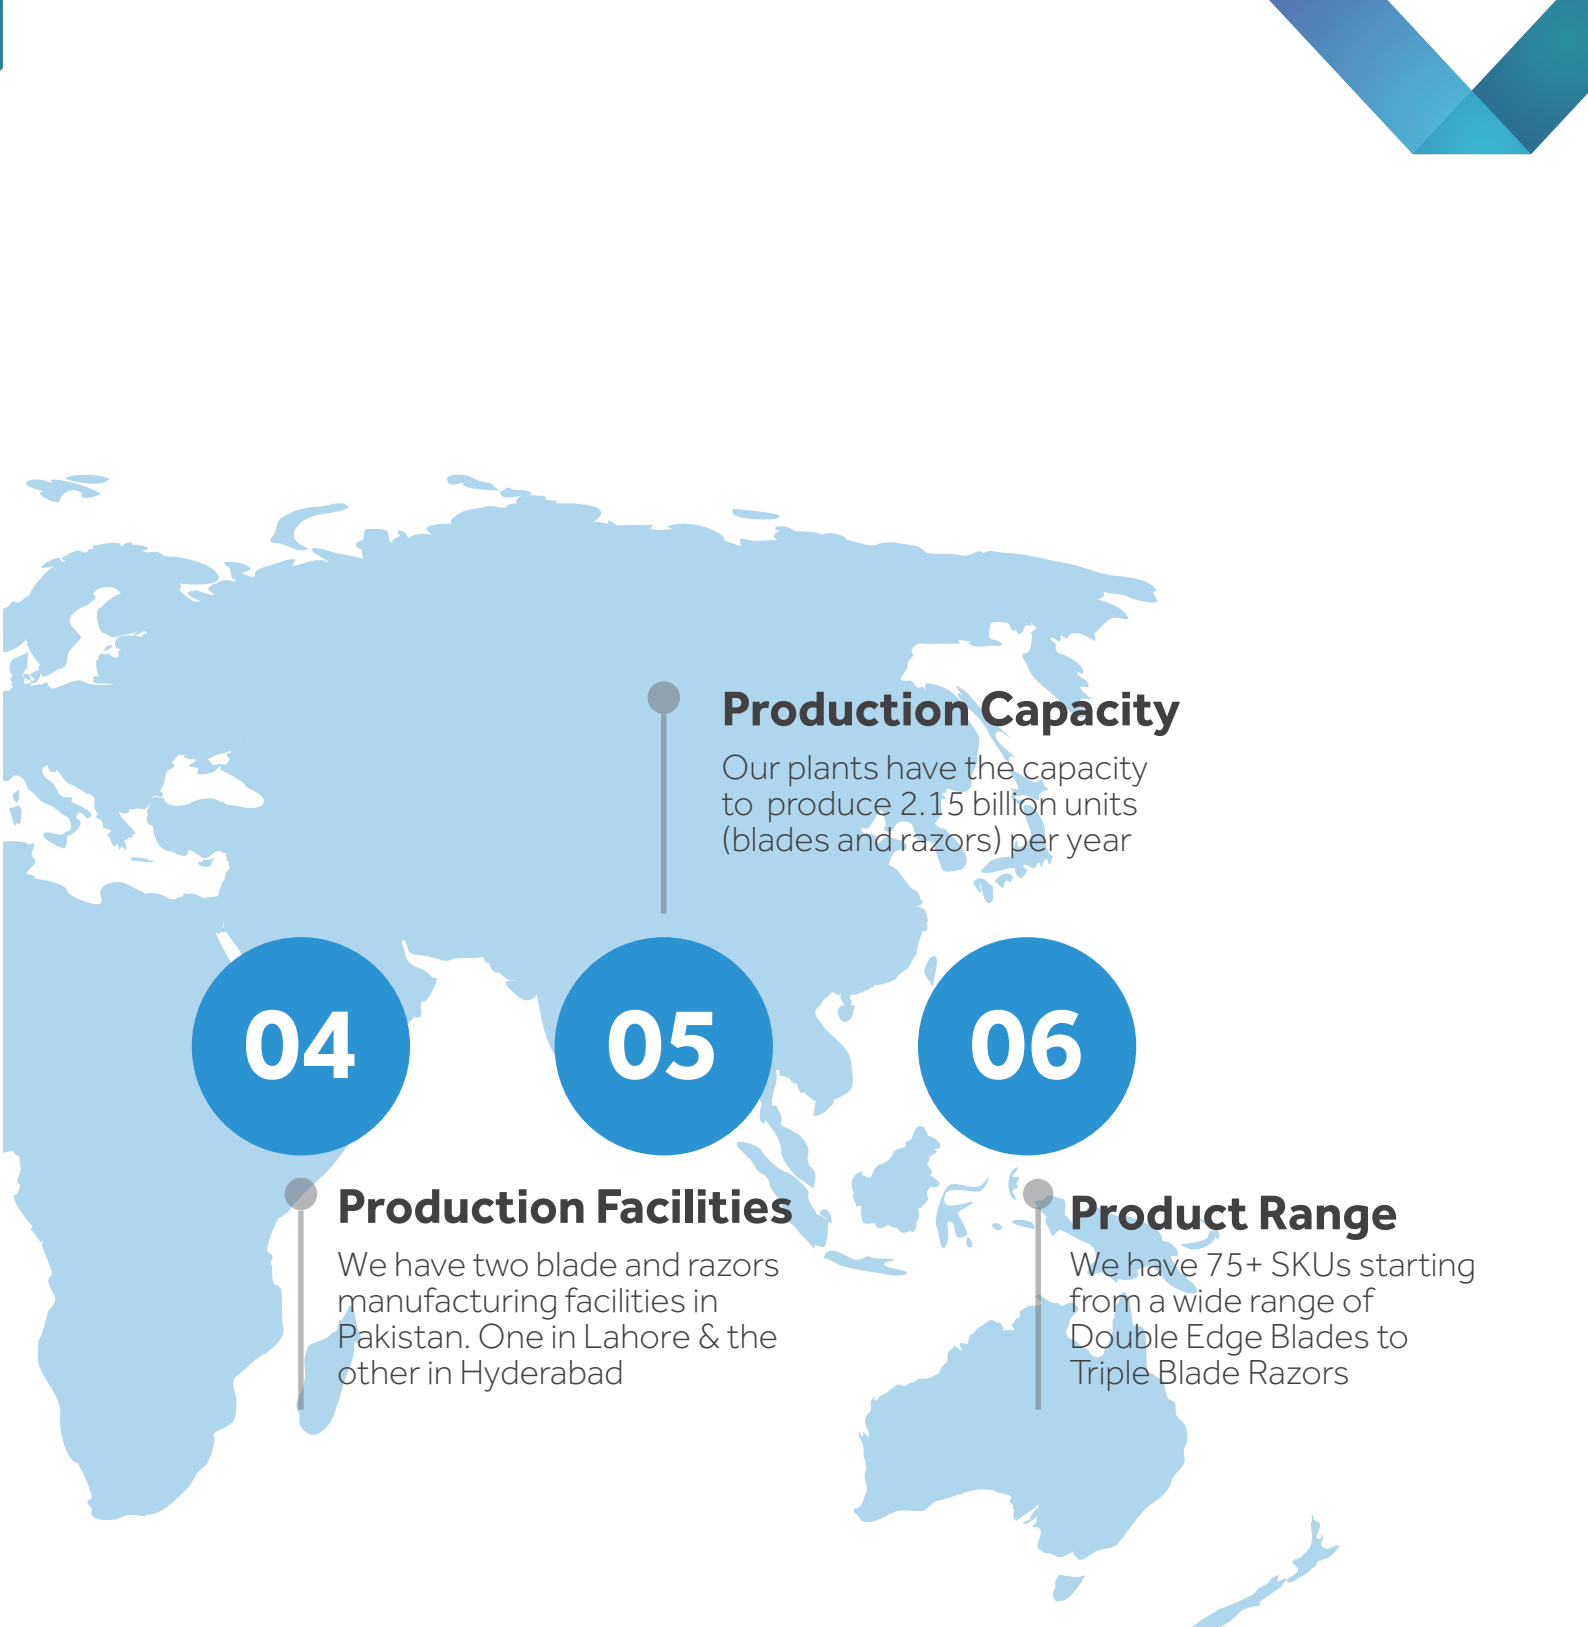 Production Capacity
Our plants have the capacity
to produce 2.15 billion units
(blades and razors) per year
04
05
06
Production Facilities
We have two blade and razors
manufacturing facilities in
Pakistan. One in Lahore & the
other in Hyderabad
Product Range
We have 75+ SKUs starting
from a wide range of
Double Edge Blades to
Triple Blade Razors